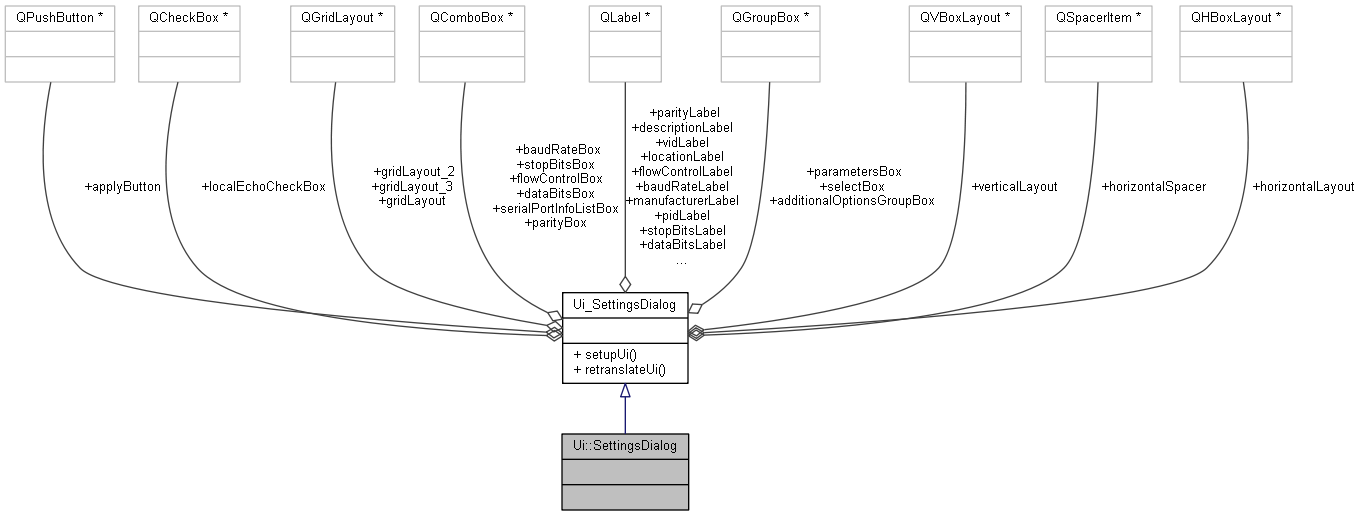 QPushButton *
QCheckBox *
QGridLayout *
QComboBox *
QLabel *
QGroupBox *
QVBoxLayout *
QSpacerItem *
QHBoxLayout *
+applyButton
+localEchoCheckBox
+gridLayout_2
+gridLayout_3
+gridLayout
+baudRateBox
+stopBitsBox
+flowControlBox
+dataBitsBox
+serialPortInfoListBox
+parityBox
+parityLabel
+descriptionLabel
+vidLabel
+locationLabel
+flowControlLabel
+baudRateLabel
+manufacturerLabel
+pidLabel
+stopBitsLabel
+dataBitsLabel
...
+parametersBox
+selectBox
+additionalOptionsGroupBox
+verticalLayout
+horizontalSpacer
+horizontalLayout
Ui_SettingsDialog
+ setupUi()
+ retranslateUi()
Ui::SettingsDialog